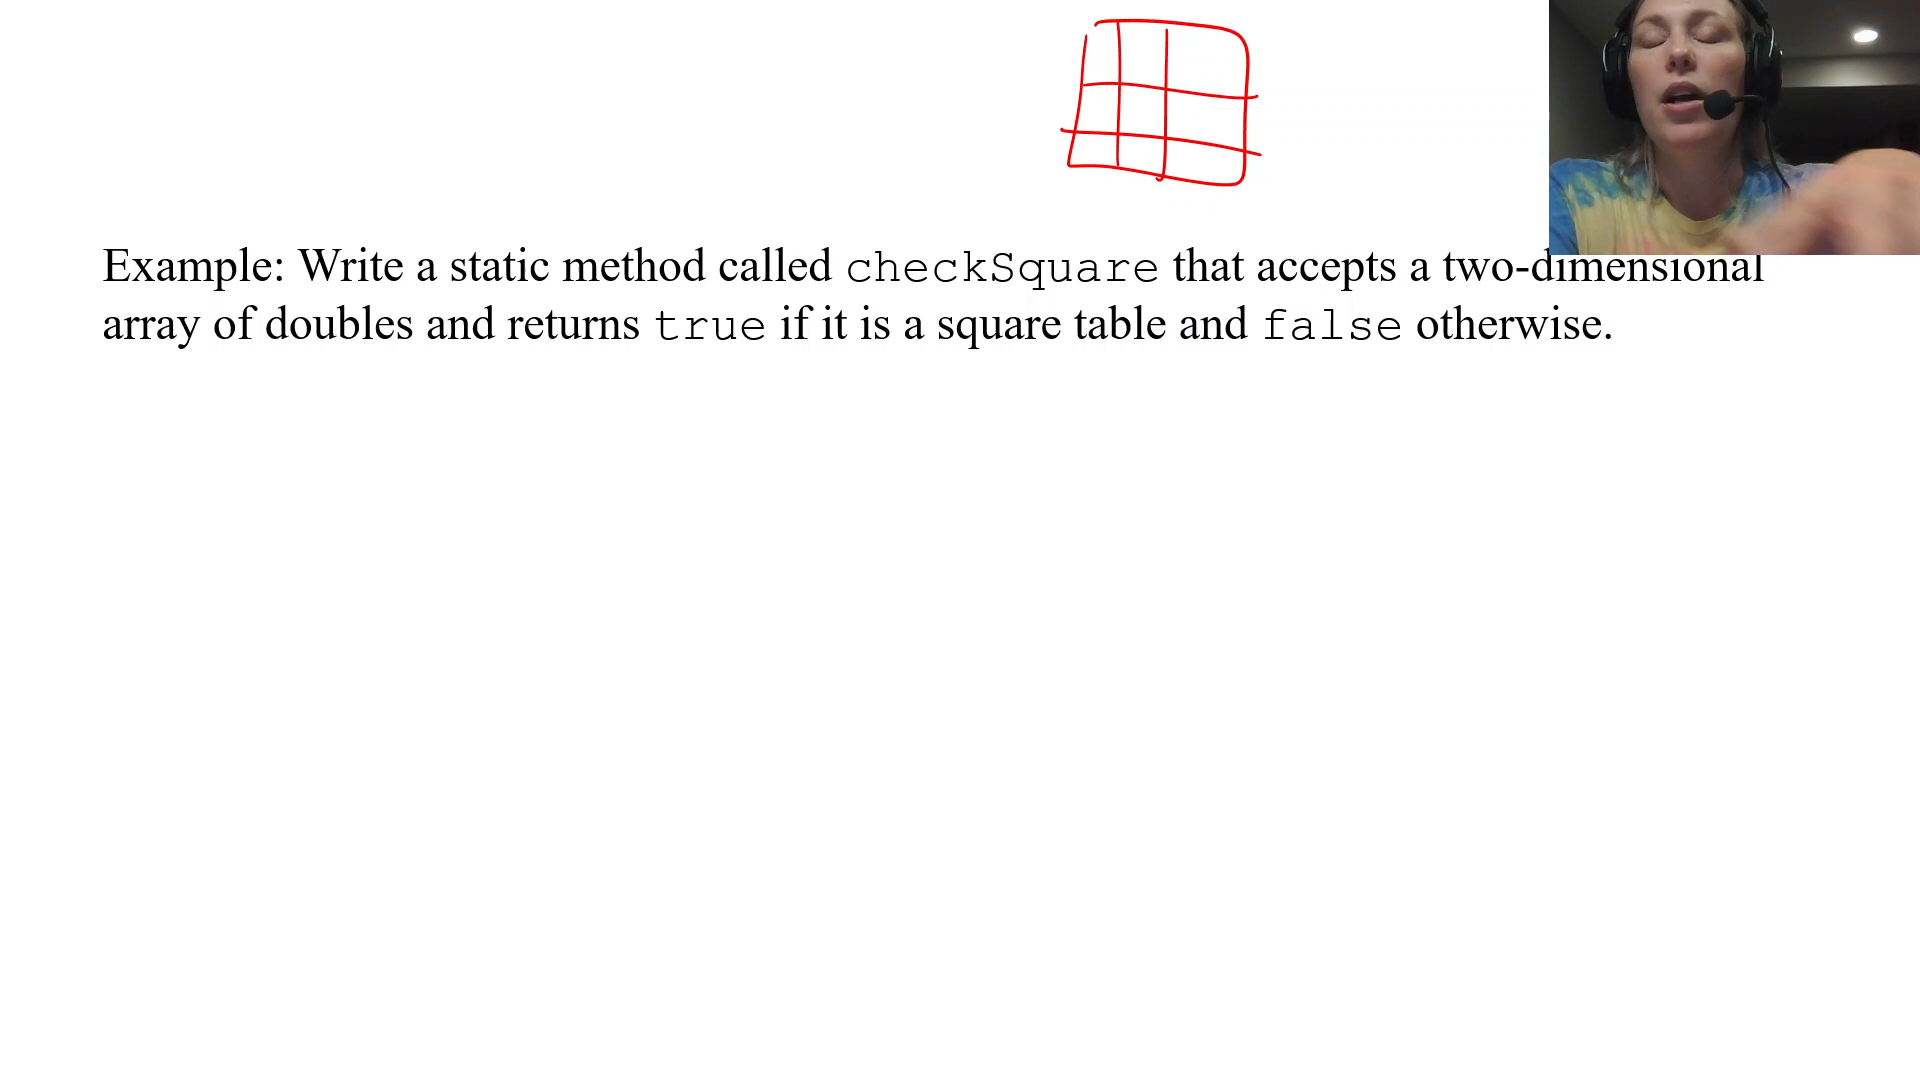 Example: Write a static method called checkSquare that accepts a two-dimensional
array of doubles and returns true if it is a square table and false otherwise.